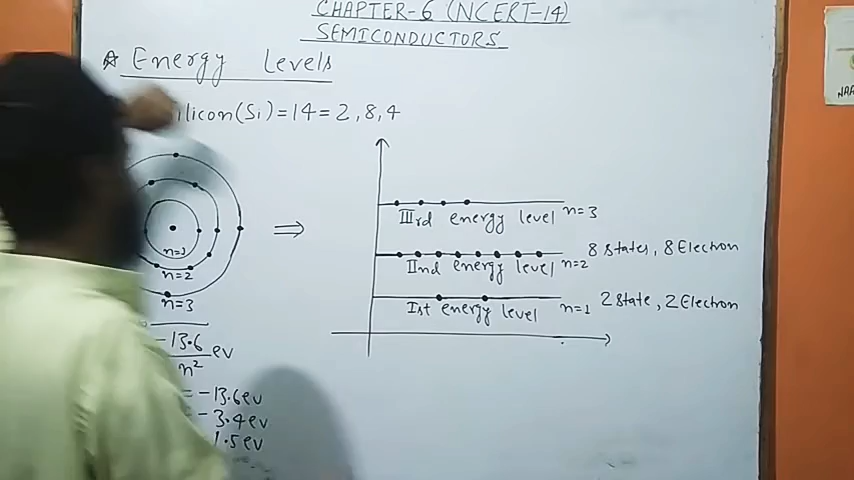 CHAPTER-6 (NCERT-14)
SEMICONDUCTORS
Energy Levels
ilicon (Si) = 14 = 2, 8, 4
n=1
n=2
n=3
⇒
IIIrd energy level n=3
IInd energy level n=2 8 States, 8 Electron
Ist energy level n=1 2 State, 2 Electron
-13.6
n² ev
= -13.6ev
= -3.4ev
1.5ev